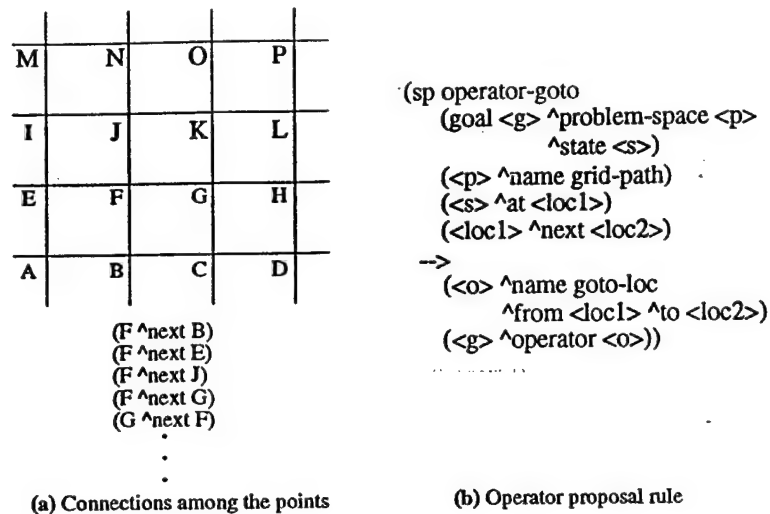 M N O P
I J K L
E F G H
A B C D
(F ^next B)
(F ^next E)
(F ^next J)
(F ^next G)
(G ^next F)
.
.
.
(a) Connections among the points
(sp operator-goto
(goal <g> ^problem-space <p>
^state <s>)
(<p> ^name grid-path)
(<s> ^at <loc1>)
(<loc1> ^next <loc2>)
-->
(<o> ^name goto-loc
^from <loc1> ^to <loc2>)
(<g> ^operator <o>))
(b) Operator proposal rule